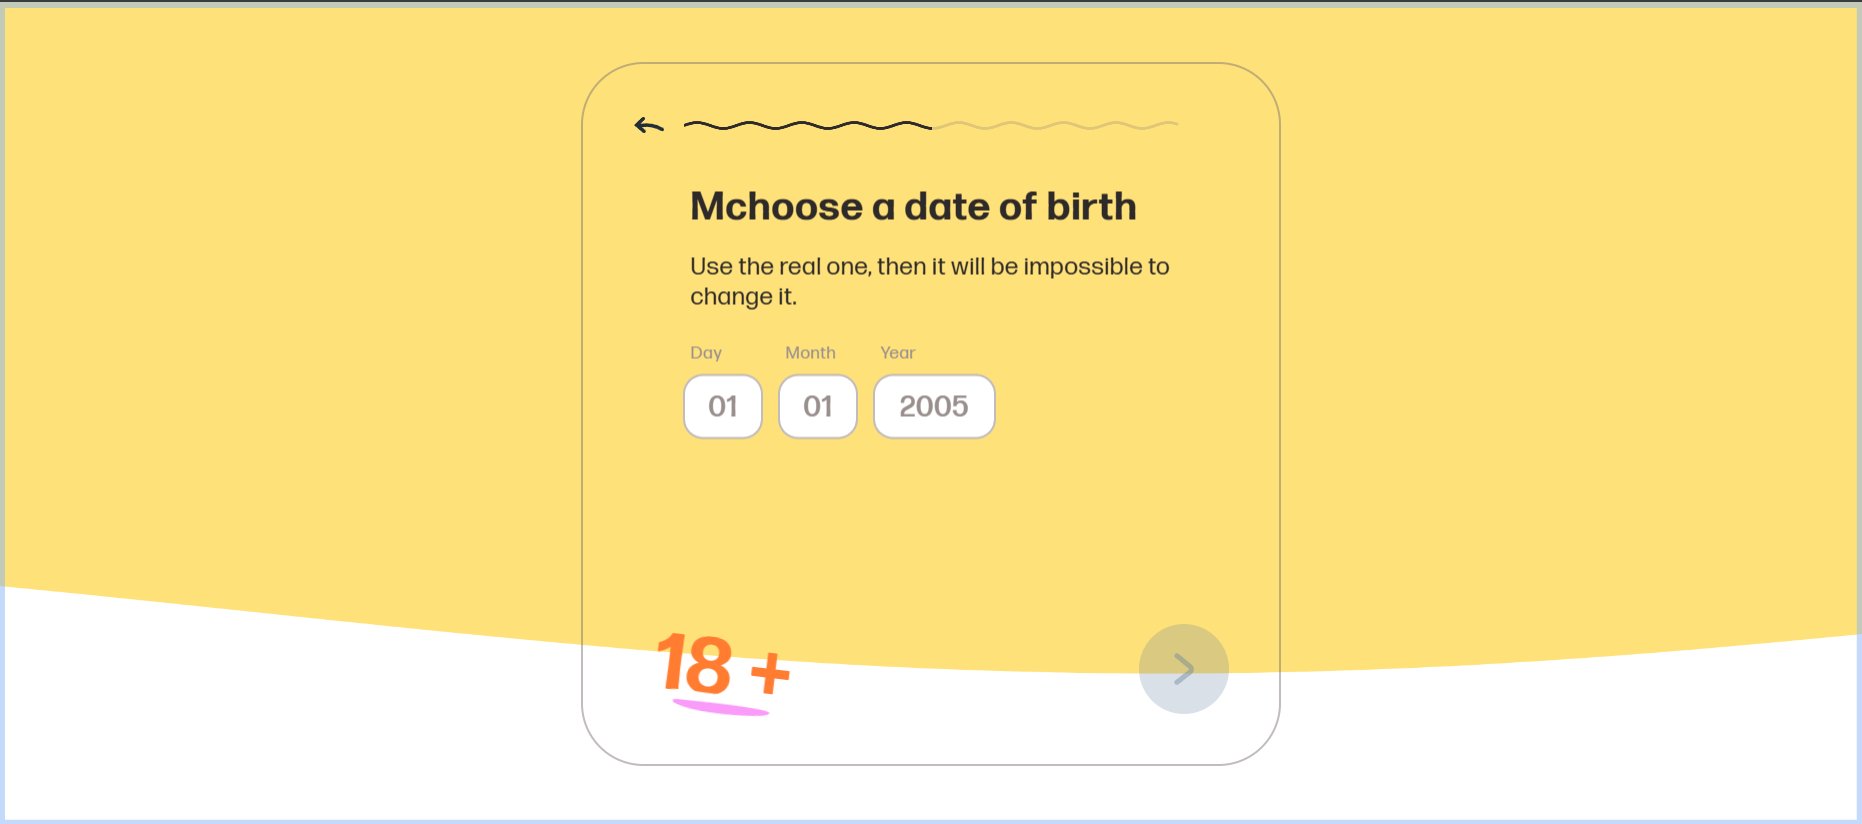 Mchoose a date of birth
Use the real one, then it will be impossible to
change it.
Day Month Year
01 01 2005
18 +